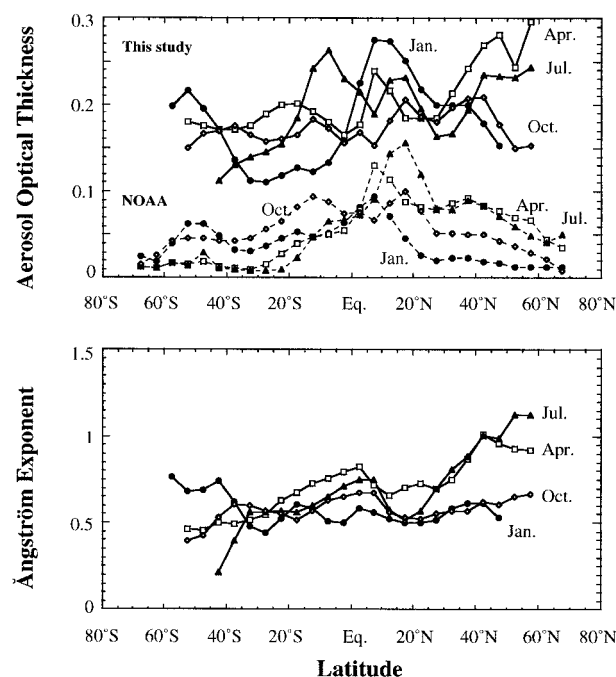 Aerosol Optical Thickness
0.3
0.2
0.1
0
This study
Jan.
Apr.
Jul.
Oct.
NOAA
Oct.
Apr.
Jul.
Jan.
80˚S 60˚S 40˚S 20˚S Eq. 20˚N 40˚N 60˚N 80˚N
Ångström Exponent
1.5
1
0.5
0
Jul.
Apr.
Oct.
Jan.
80˚S 60˚S 40˚S 20˚S Eq. 20˚N 40˚N 60˚N 80˚N
Latitude